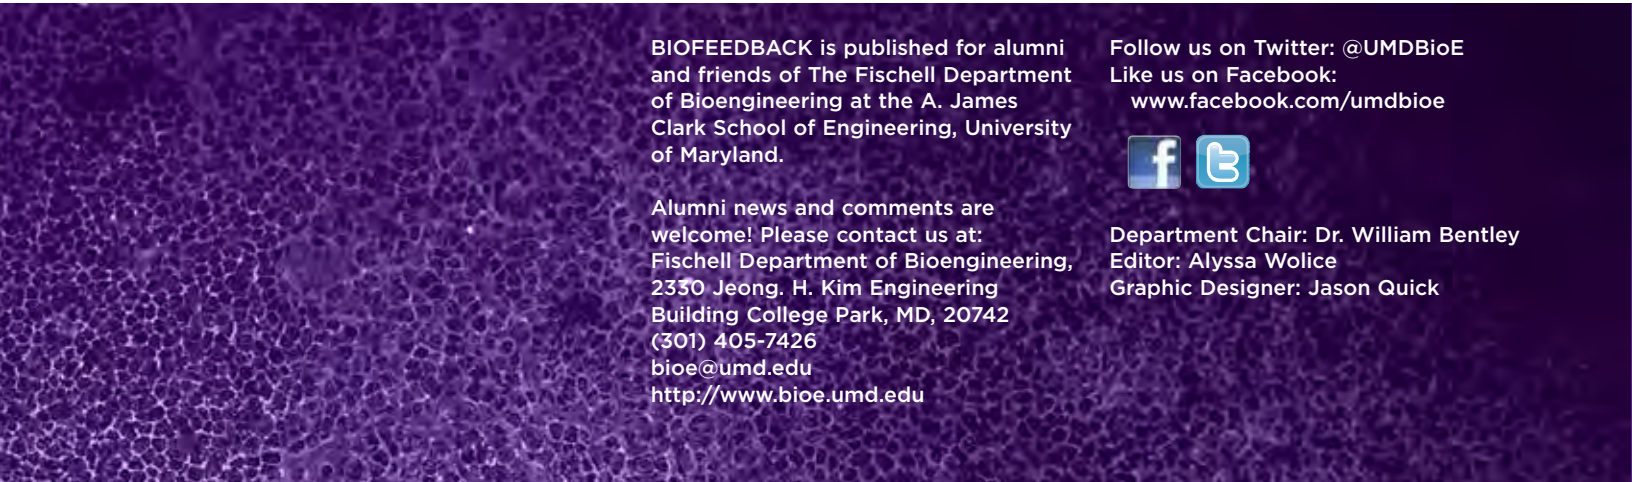 BIOFEEDBACK is published for alumni
and friends of The Fischell Department
of Bioengineering at the A. James
Clark School of Engineering, University
of Maryland.
Alumni news and comments are
welcome! Please contact us at:
Fischell Department of Bioengineering,
2330 Jeong. H. Kim Engineering
Building College Park, MD, 20742
(301) 405-7426
bioe@umd.edu
http://www.bioe.umd.edu
Follow us on Twitter: @UMDBioE
Like us on Facebook:
www.facebook.com/umdbioe
f t
Department Chair: Dr. William Bentley
Editor: Alyssa Wolice
Graphic Designer: Jason Quick